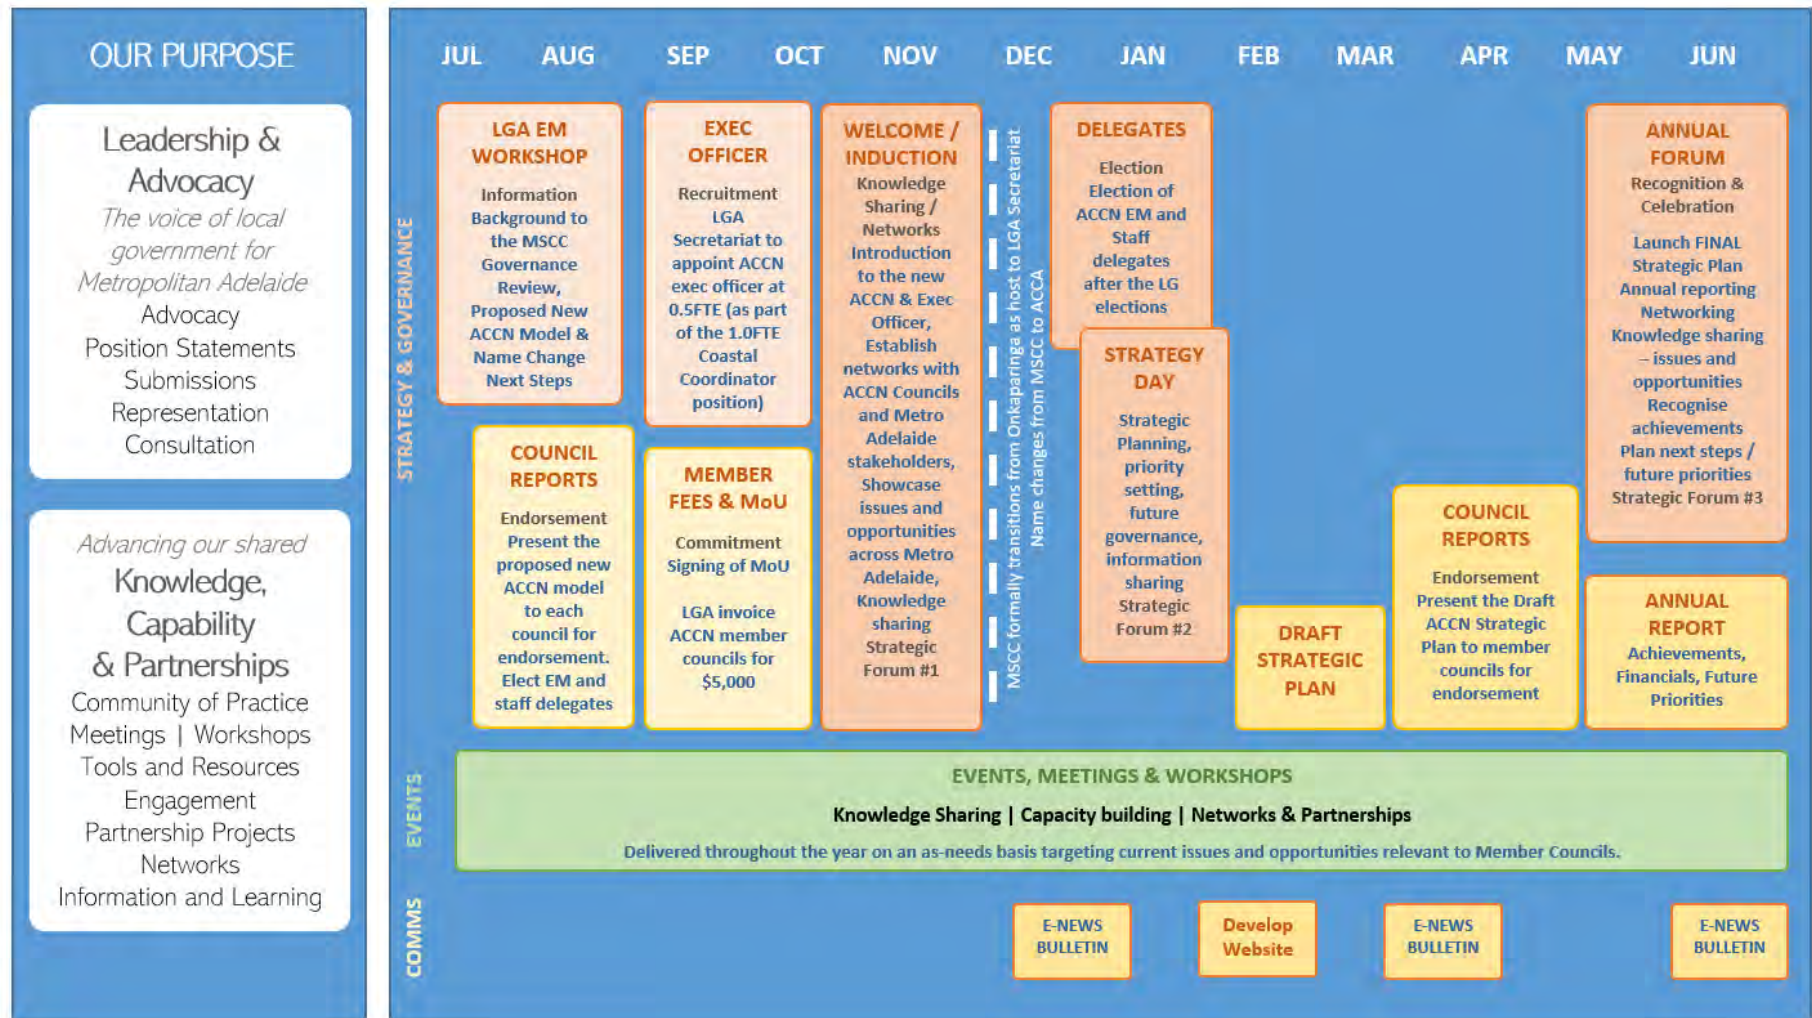 OUR PURPOSE
Leadership &
Advocacy
The voice of local
government for
Metropolitan Adelaide
Advocacy
Position Statements
Submissions
Representation
Consultation
Advancing our shared
Knowledge,
Capability
& Partnerships
Community of Practice
Meetings | Workshops
Tools and Resources
Engagement
Partnership Projects
Networks
Information and Learning
JUL AUG SEP OCT NOV DEC JAN FEB MAR APR MAY JUN
STRATEGY & GOVERNANCE
LGA EM
WORKSHOP
Information
Background to
the MSCC
Governance
Review,
Proposed New
ACCN Model &
Name Change
Next Steps
COUNCIL
REPORTS
Endorsement
Present the
proposed new
ACCN model
to each
council for
endorsement.
Elect EM and
staff delegates
EXEC
OFFICER
Recruitment
LGA
Secretariat to
appoint ACCN
exec officer at
0.5FTE (as part
of the 1.0FTE
Coastal
Coordinator
position)
MEMBER
FEES & MoU
Commitment
Signing of MoU
LGA invoice
ACCN member
councils for
$5,000
WELCOME /
INDUCTION
Knowledge
Sharing /
Networks
Introduction
to the new
ACCN & Exec
Officer,
Establish
networks with
ACCN Councils
and Metro
Adelaide
stakeholders,
Showcase
issues and
opportunities
across Metro
Adelaide,
Knowledge
sharing
Strategic
Forum #1
MSCC formally transitions from Onkaparinga as host to LGA Secretariat
Name changes from MSCC to ACCA
DELEGATES
Election
Election of
ACCN EM and
Staff
delegates
after the LG
elections
STRATEGY
DAY
Strategic
Planning,
priority
setting,
future
governance,
information
sharing
Strategic
Forum #2
DRAFT
STRATEGIC
PLAN
COUNCIL
REPORTS
Endorsement
Present the Draft
ACCN Strategic
Plan to member
councils for
endorsement
ANNUAL
FORUM
Recognition &
Celebration
Launch FINAL
Strategic Plan
Annual reporting
Networking
Knowledge sharing
– issues and
opportunities
Recognise
achievements
Plan next steps /
future priorities
Strategic Forum #3
ANNUAL
REPORT
Achievements,
Financials, Future
Priorities
EVENTS
EVENTS, MEETINGS & WORKSHOPS
Knowledge Sharing | Capacity building | Networks & Partnerships
Delivered throughout the year on an as-needs basis targeting current issues and opportunities relevant to Member Councils.
COMMS
E-NEWS
BULLETIN
Develop
Website
E-NEWS
BULLETIN
E-NEWS
BULLETIN